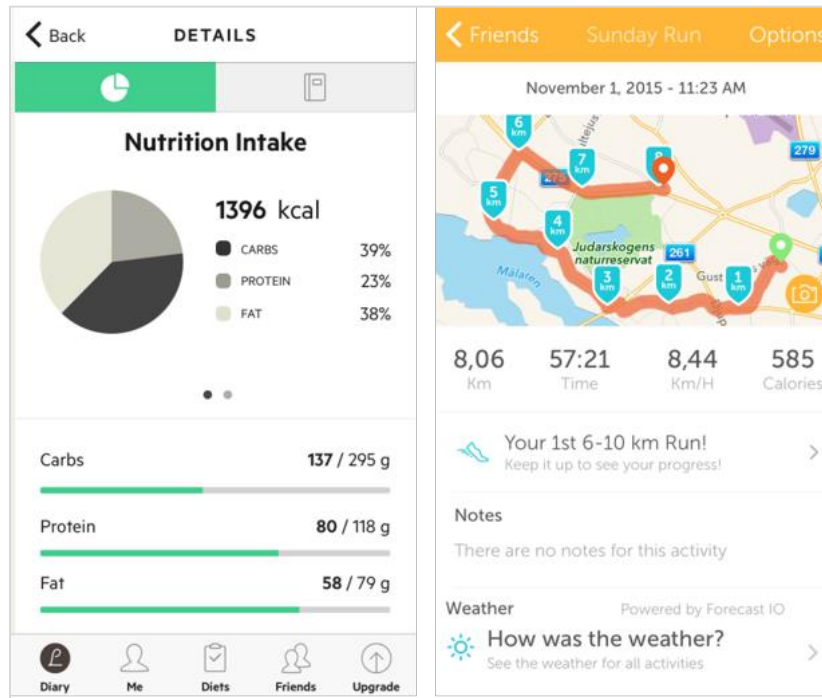 Back
DETAILS
Nutrition Intake
1396 kcal
CARBS 39%
PROTEIN 23%
FAT 38%
Carbs 137 / 295 g
Protein 80 / 118 g
Fat 58 / 79 g
Diary Me Diets Friends Upgrade
Friends Sunday Run Options
November 1, 2015 - 11:23 AM
6 km
7 km
8
279
275
5 km
4 km
Judarskogens naturreservat
261
Mälaren
3 km
2 km
Gust
1 km
8,06 57:21 8,44 585
Km Time Km/H Calories
Your 1st 6-10 km Run!
Keep it up to see your progress!
Notes
There are no notes for this activity
Weather Powered by Forecast IO
How was the weather?
See the weather for all activities